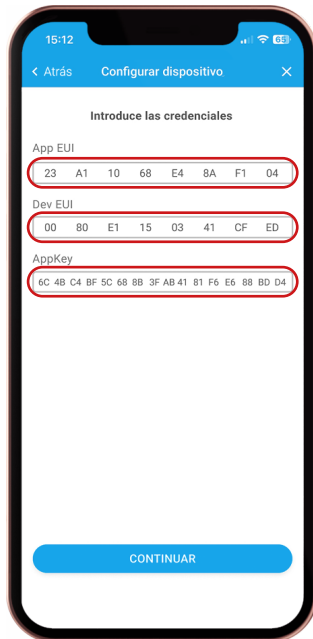 15:12
65
Atrás Configurar dispositivo
Introduce las credenciales
App EUI
23 A1 10 68 E4 8A F1 04
Dev EUI
00 80 E1 15 03 41 CF ED
AppKey
6C 4B C4 BF 5C 68 8B 3F AB 41 81 F6 E6 88 BD D4
CONTINUAR